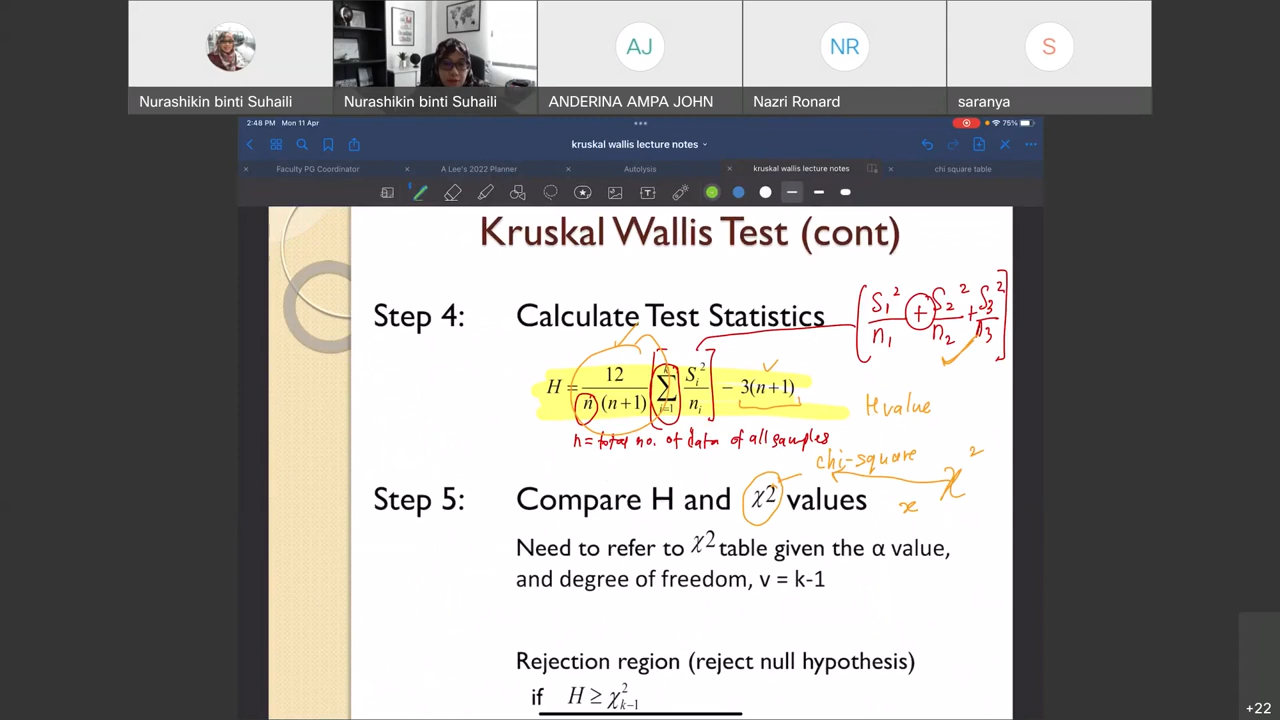 AJ
NR
S
Nurashikin binti Suhaili
Nurashikin binti Suhaili
ANDERINA AMPA JOHN
Nazri Ronard
saranya
2:48 PM Mon 11 Apr
75%
kruskal wallis lecture notes
Faculty PG Coordinator
A Lee's 2022 Planner
Autolysis
kruskal wallis lecture notes
chi square table
Kruskal Wallis Test (cont)
Step 4: Calculate Test Statistics
[S₁²/n₁ + S₂²/n₂ + S₃²/n₃]
H = 12/n(n+1) [∑ᵢ₌₁ᵏ Sᵢ²/nᵢ] − 3(n+1)
H value
n = total no. of data of all samples
chi-square χ²
x
Step 5: Compare H and χ2 values
Need to refer to χ2 table given the α value,
and degree of freedom, v = k-1
Rejection region (reject null hypothesis)
if H ≥ χ²ₖ₋₁
+22